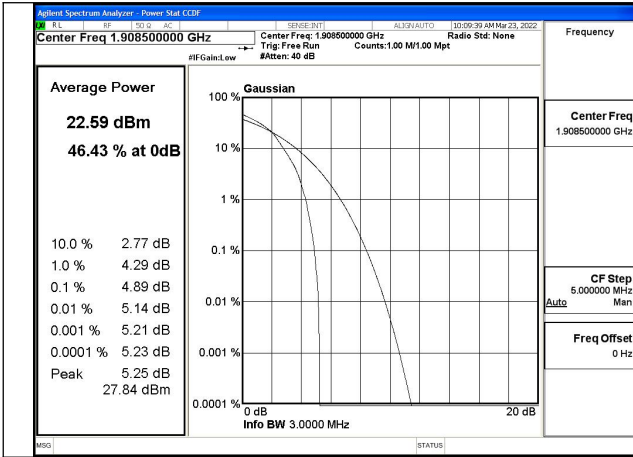 Agilent Spectrum Analyzer - Power Stat CCDF
RL RF 50 Ω AC SENSE:INT ALIGNAUTO 10:09:39 AM Mar 23, 2022
Center Freq 1.908500000 GHz
Center Freq: 1.908500000 GHz Radio Std: None
Trig: Free Run Counts:1.00 M/1.00 Mpt
#IFGain:Low #Atten: 40 dB
Frequency
Average Power
22.59 dBm
46.43 % at 0dB
10.0 % 2.77 dB
1.0 % 4.29 dB
0.1 % 4.89 dB
0.01 % 5.14 dB
0.001 % 5.21 dB
0.0001 % 5.23 dB
Peak 5.25 dB
27.84 dBm
Gaussian
100 %
10 %
1 %
0.1 %
0.01 %
0.001 %
0.0001 %
0 dB 20 dB
Info BW 3.0000 MHz
Center Freq
1.908500000 GHz
CF Step
5.000000 MHz
Auto Man
Freq Offset
0 Hz
MSG STATUS